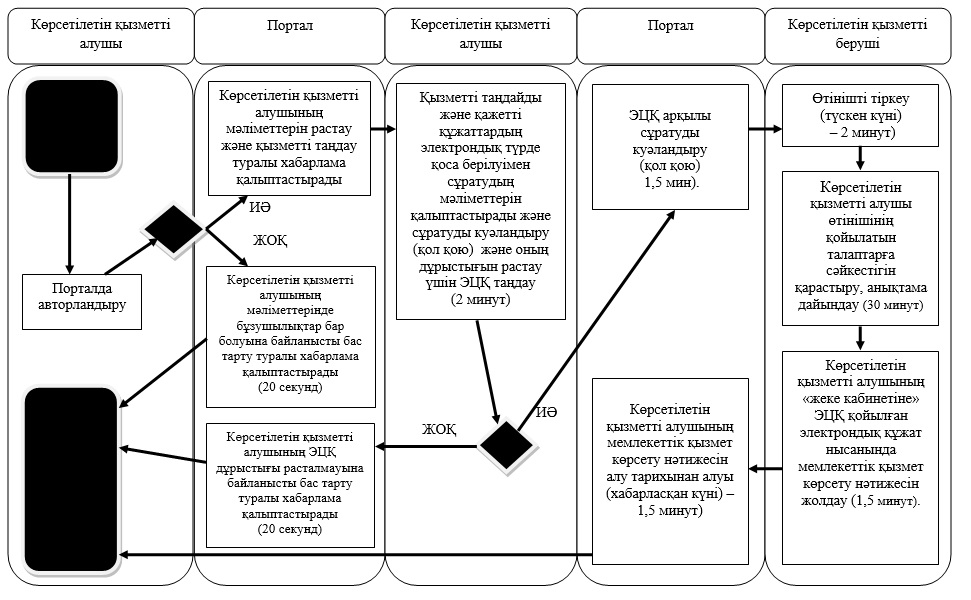 Көрсетілетін қызметті
алушы
Портал
Көрсетілетін қызметті
алушы
Портал
Көрсетілетін қызметті
беруші
Порталда
авторландыру
Көрсетілетін қызметті
алушының
мәліметтерін растау
және қызметті таңдау
туралы хабарлама
қалыптастырады
ИӘ
ЖОҚ
Көрсетілетін қызметті
алушының
мәліметтерінде
бұзушылықтар бар
болуына байланысты бас
тарту туралы хабарлама
қалыптастырады
(20 секунд)
Көрсетілетін қызметті
алушының ЭЦҚ
дұрыстығы расталмауына
байланысты бас тарту
туралы хабарлама
қалыптастырады
(20 секунд)
Қызметті таңдайды
және қажетті
құжаттардың
электрондық түрде
қоса берілуімен
сұратудың
мәліметтерін
қалыптастырады және
сұратуды куәландыру
(қол қою) және оның
дұрыстығын растау
үшін ЭЦҚ таңдау
(2 минут)
ЖОҚ
ИӘ
ЭЦҚ арқылы
сұратуды
куәландыру
(қол қою)
1,5 мин).
Көрсетілетін
қызметті алушының
мемлекеттік қызмет
көрсету нәтижесін
алу тарихынан алуы
(хабарласқан күні) –
1,5 минут)
Өтінішті тіркеу
(түскен күні)
– 2 минут)
Көрсетілетін
қызметті алушы
өтінішінің
қойылатын
талаптарға
сәйкестігін
қарастыру, анықтама
дайындау (30 минут)
Көрсетілетін
қызметті алушының
«жеке кабинетіне»
ЭЦҚ қойылған
электрондық құжат
нысанында
мемлекеттік қызмет
көрсету нәтижесін
жолдау (1,5 минут).